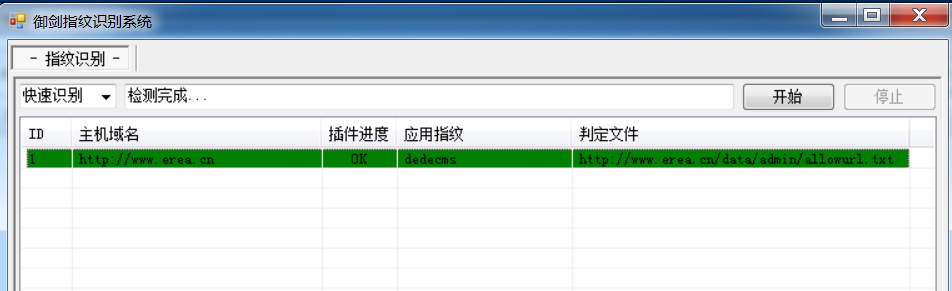 御剑指纹识别系统
- 指纹识别 -
快速识别 检测完成... 开始 停止
ID 主机域名 插件进度 应用指纹 判定文件
1 http://www.erea.cn OK dedecms http://www.erea.cn/data/admin/allowurl.txt